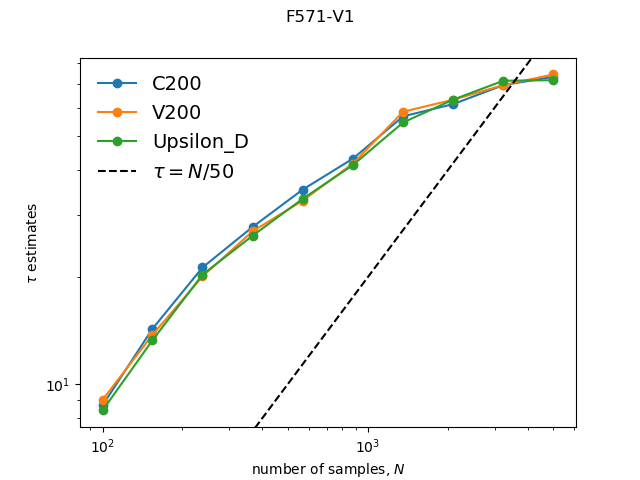 F571-V1
C200
V200
Upsilon_D
τ = N/50
τ estimates
10¹
10² 10³
number of samples, N